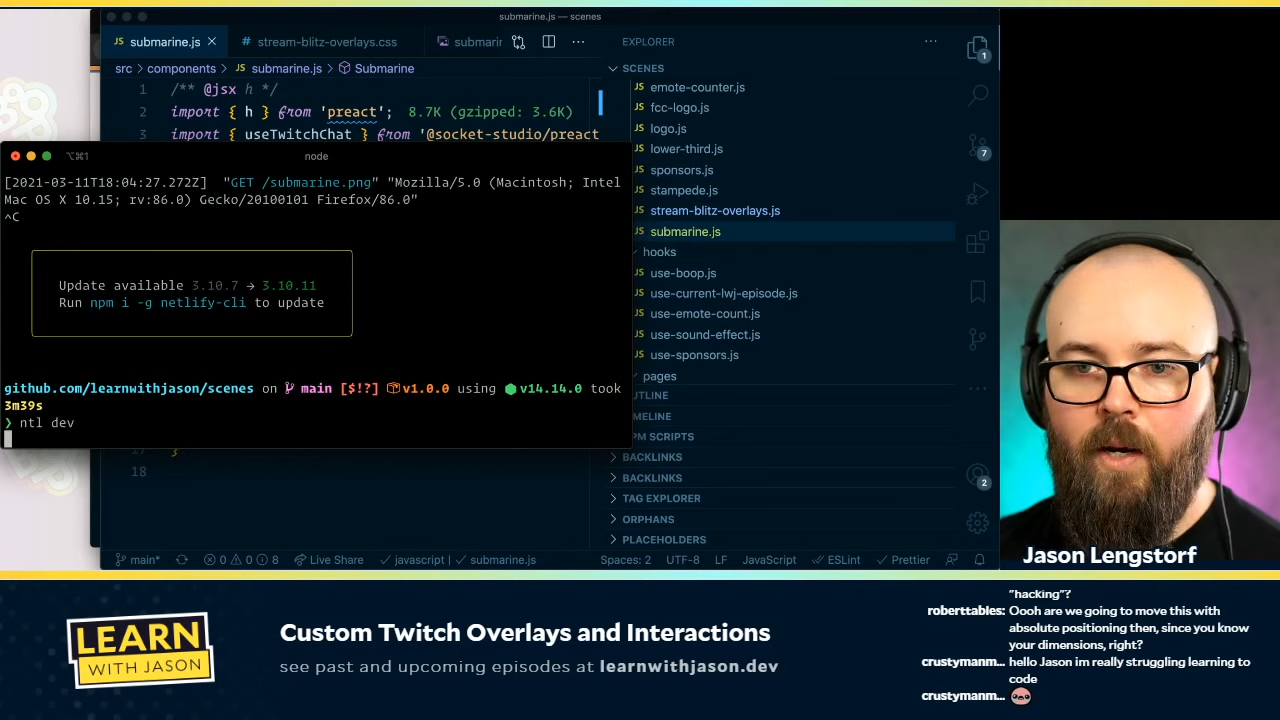 submarine.js — scenes
JS submarine.js
# stream-blitz-overlays.css
submarin
EXPLORER
src > components > JS submarine.js > Submarine
SCENES
1 /** @jsx h */
2 import { h } from 'preact'; 8.7K (gzipped: 3.6K)
3 import { useTwitchChat } from '@socket-studio/preact
18
JS emote-counter.js
JS fcc-logo.js
JS logo.js
JS lower-third.js
JS sponsors.js
JS stampede.js
JS stream-blitz-overlays.js
JS submarine.js
hooks
JS use-boop.js
JS use-current-lwj-episode.js
JS use-emote-count.js
JS use-sound-effect.js
JS use-sponsors.js
pages
UTLINE
MELINE
PM SCRIPTS
BACKLINKS
BACKLINKS
TAG EXPLORER
ORPHANS
PLACEHOLDERS
1
7
2
⌥⌘1
node
[2021-03-11T18:04:27.272Z] "GET /submarine.png" "Mozilla/5.0 (Macintosh; Intel
Mac OS X 10.15; rv:86.0) Gecko/20100101 Firefox/86.0"
^C
Update available 3.10.7 → 3.10.11
Run npm i -g netlify-cli to update
github.com/learnwithjason/scenes on main [$!?] v1.0.0 using v14.14.0 took
3m39s
❯ ntl dev
main* 0 0 8 Live Share ✓ javascript | ✓ submarine.js
Spaces: 2 UTF-8 LF JavaScript ESLint Prettier
Jason Lengstorf
LEARN
WITH JASON
Custom Twitch Overlays and Interactions
see past and upcoming episodes at learnwithjason.dev
"hacking"?
roberttables: Oooh are we going to move this with
absolute positioning then, since you know
your dimensions, right?
crustymanm... hello Jason im really struggling learning to
code
crustymanm...